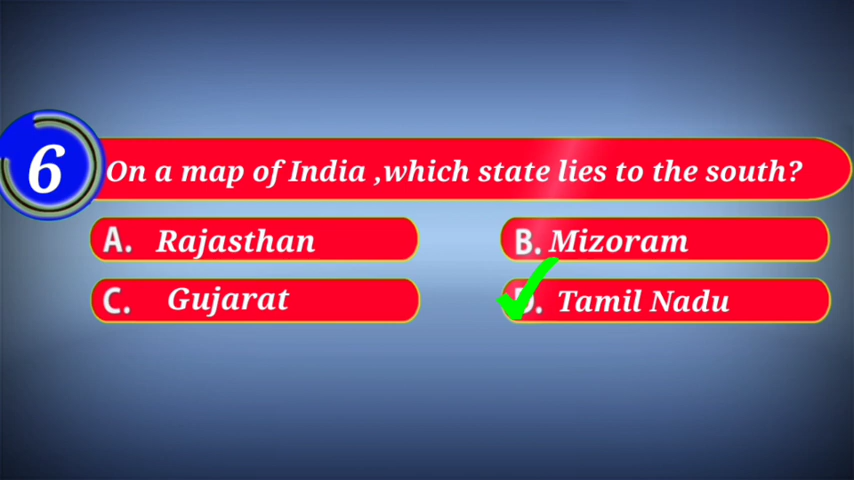 6
On a map of India ,which state lies to the south?
A. Rajasthan
B. Mizoram
C. Gujarat
D. Tamil Nadu